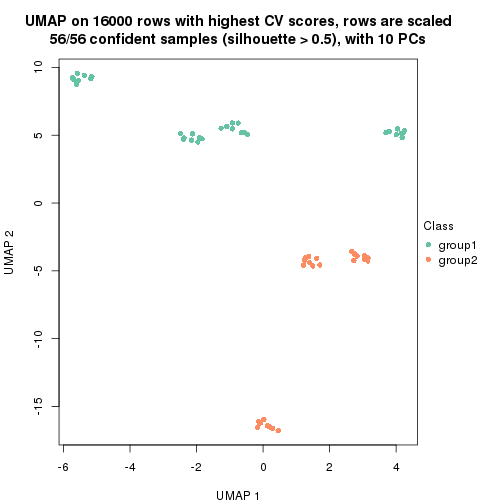 UMAP on 16000 rows with highest CV scores, rows are scaled
56/56 confident samples (silhouette > 0.5), with 10 PCs
10
5
0
-5
-10
-15
UMAP 2
-6
-4
-2
0
2
4
UMAP 1
Class
group1
group2